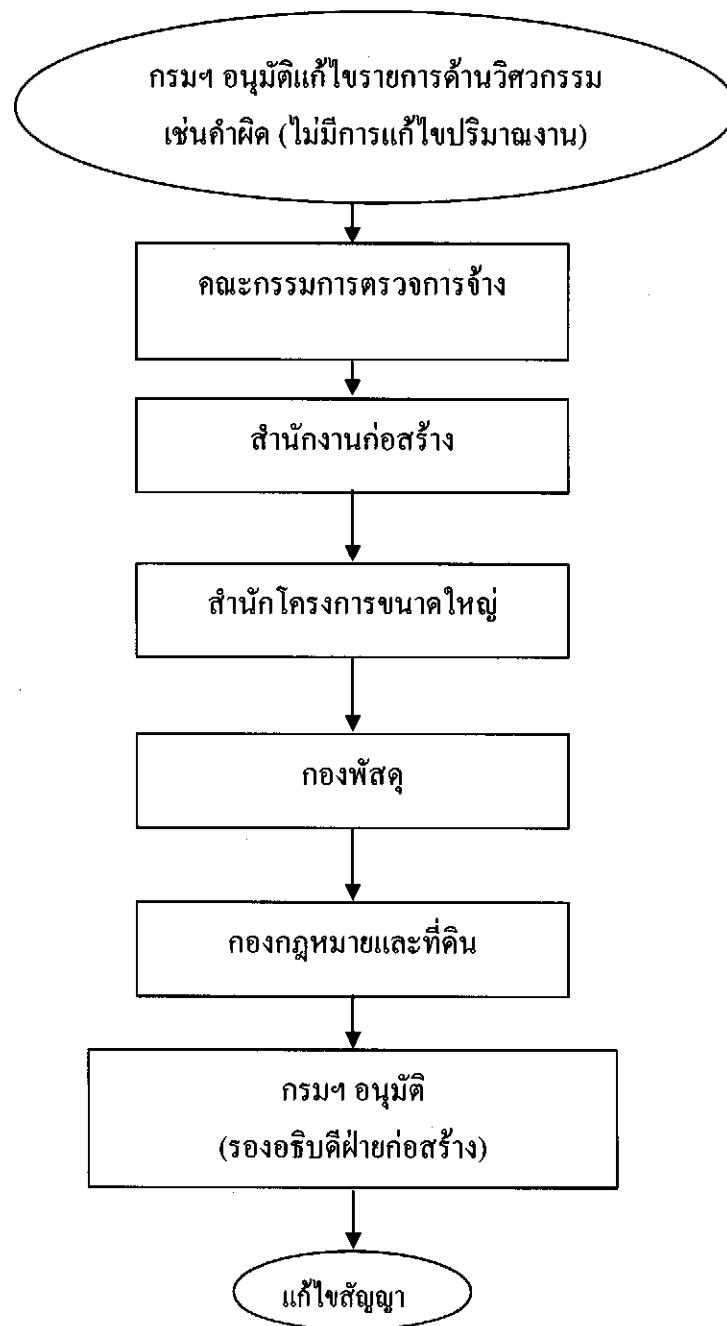 กรมฯ อนุมัติแก้ไขรายการด้านวิศวกรรม
เช่นคำผิด (ไม่มีการแก้ไขปริมาณงาน)
คณะกรรมการตรวจการจ้าง
สำนักงานก่อสร้าง
สำนักโครงการขนาดใหญ่
กองพัสดุ
กองกฎหมายและที่ดิน
กรมฯ อนุมัติ
(รองอธิบดีฝ่ายก่อสร้าง)
แก้ไขสัญญา